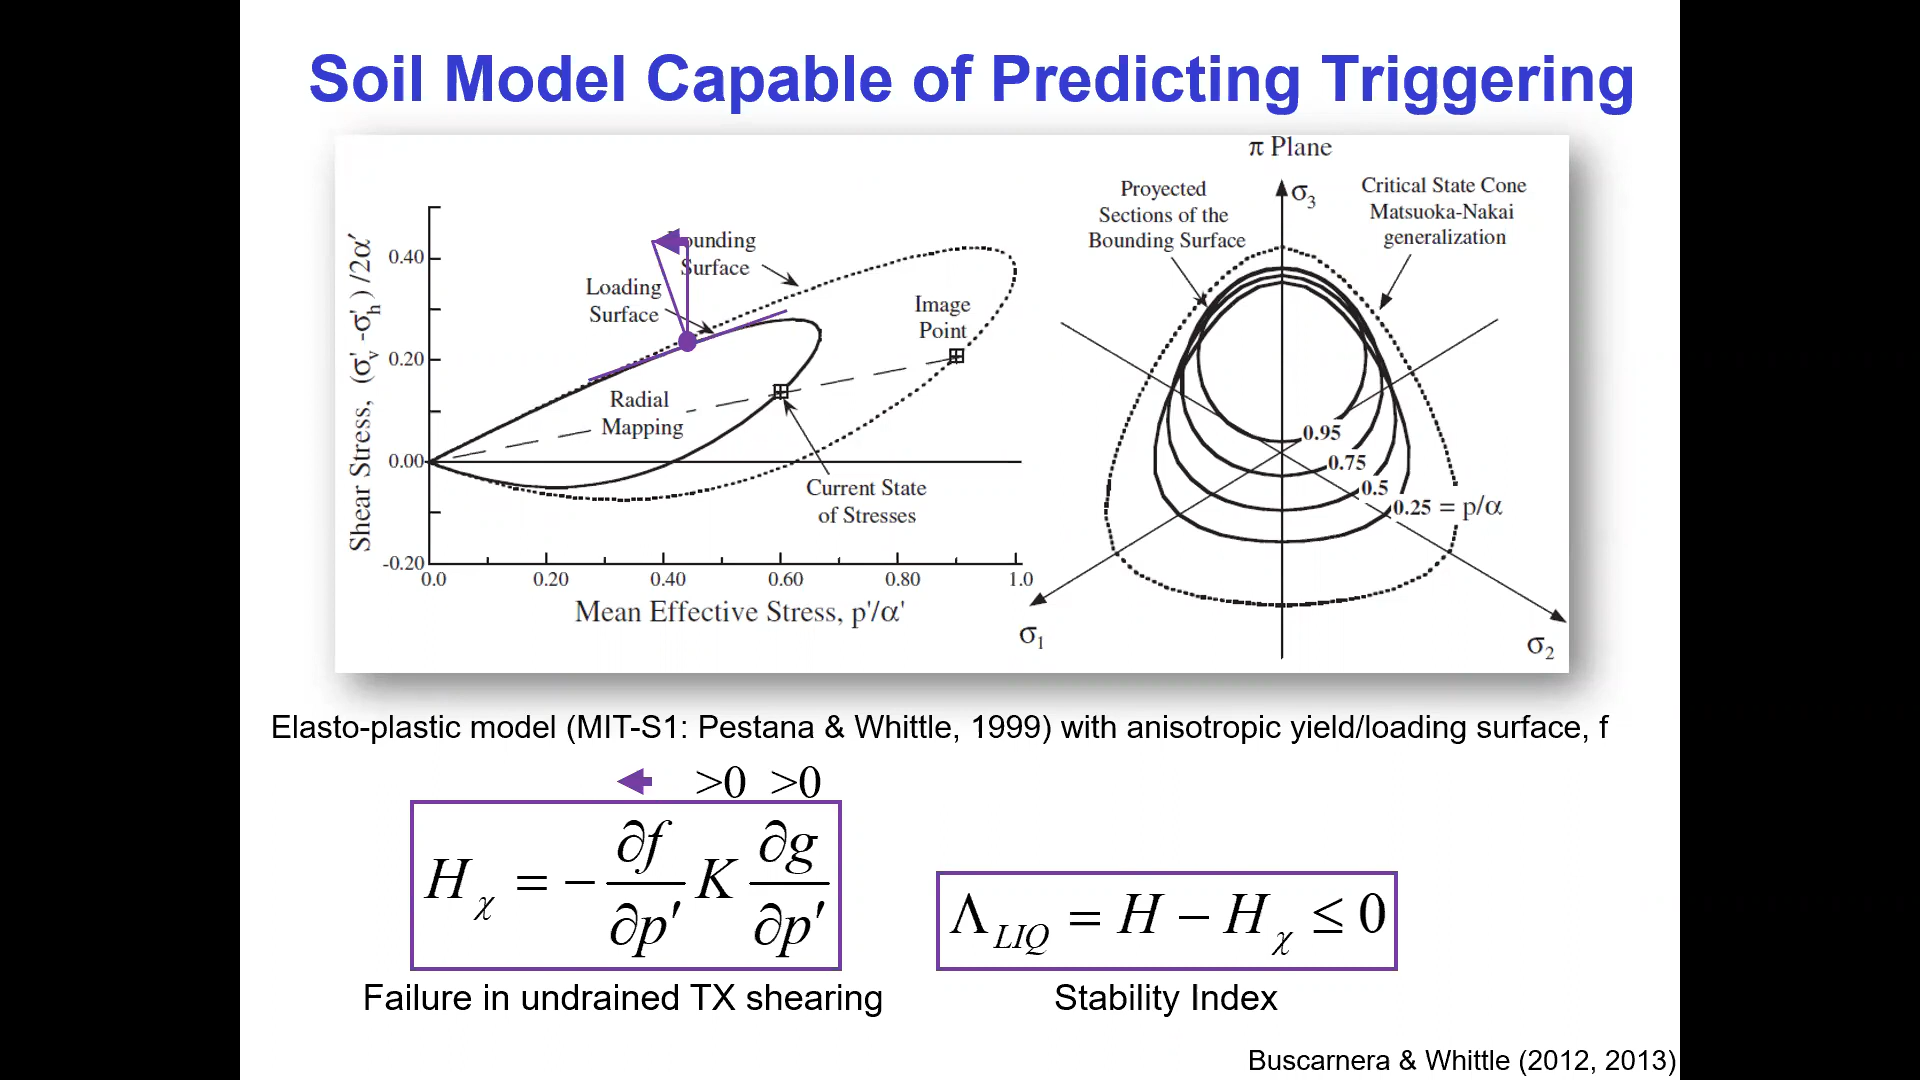 Soil Model Capable of Predicting Triggering
Shear Stress, (σ'v -σ'h) /2α'
0.40
0.20
0.00
-0.20
0.0 0.20 0.40 0.60 0.80 1.0
Mean Effective Stress, p'/α'
Bounding
Surface
Loading
Surface
Image
Point
Radial
Mapping
Current State
of Stresses
π Plane
σ3
Proyected
Sections of the
Bounding Surface
Critical State Cone
Matsuoka-Nakai
generalization
0.95
0.75
0.5
0.25 = p/α
σ1
σ2
Elasto-plastic model (MIT-S1: Pestana & Whittle, 1999) with anisotropic yield/loading surface, f
>0 >0
Hχ = − ∂f/∂p′ K ∂g/∂p′
Failure in undrained TX shearing
ΛLIQ = H − Hχ ≤ 0
Stability Index
Buscarnera & Whittle (2012, 2013)